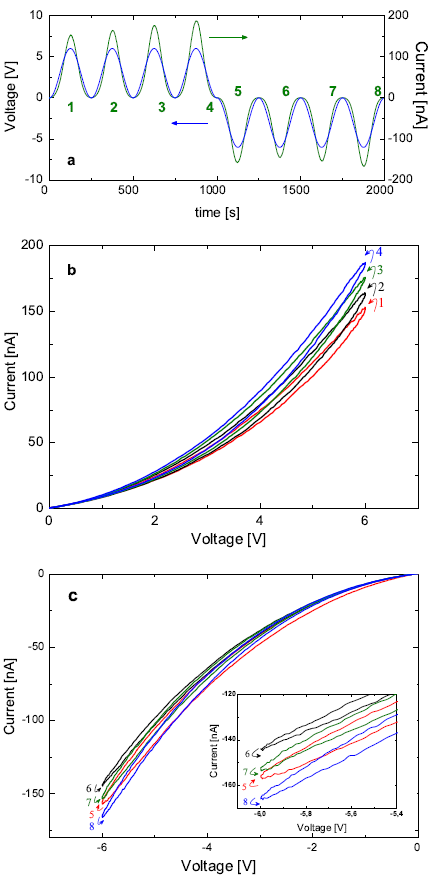 10 200
5 100
0 0
-5 -100
-10 -200
Voltage [V]
Current [nA]
1 2 3 4 5 6 7 8
a
0 500 1000 1500 2000
time [s]
200
150
100
50
0
Current [nA]
b
4
3
2
1
0 2 4 6
Voltage [V]
0
-50
-100
-150
Current [nA]
c
6
7
5
8
-120
-140
-160
Current [nA]
6
7
5
8
-6,0 -5,8 -5,6 -5,4
Voltage [V]
-6 -4 -2 0
Voltage [V]